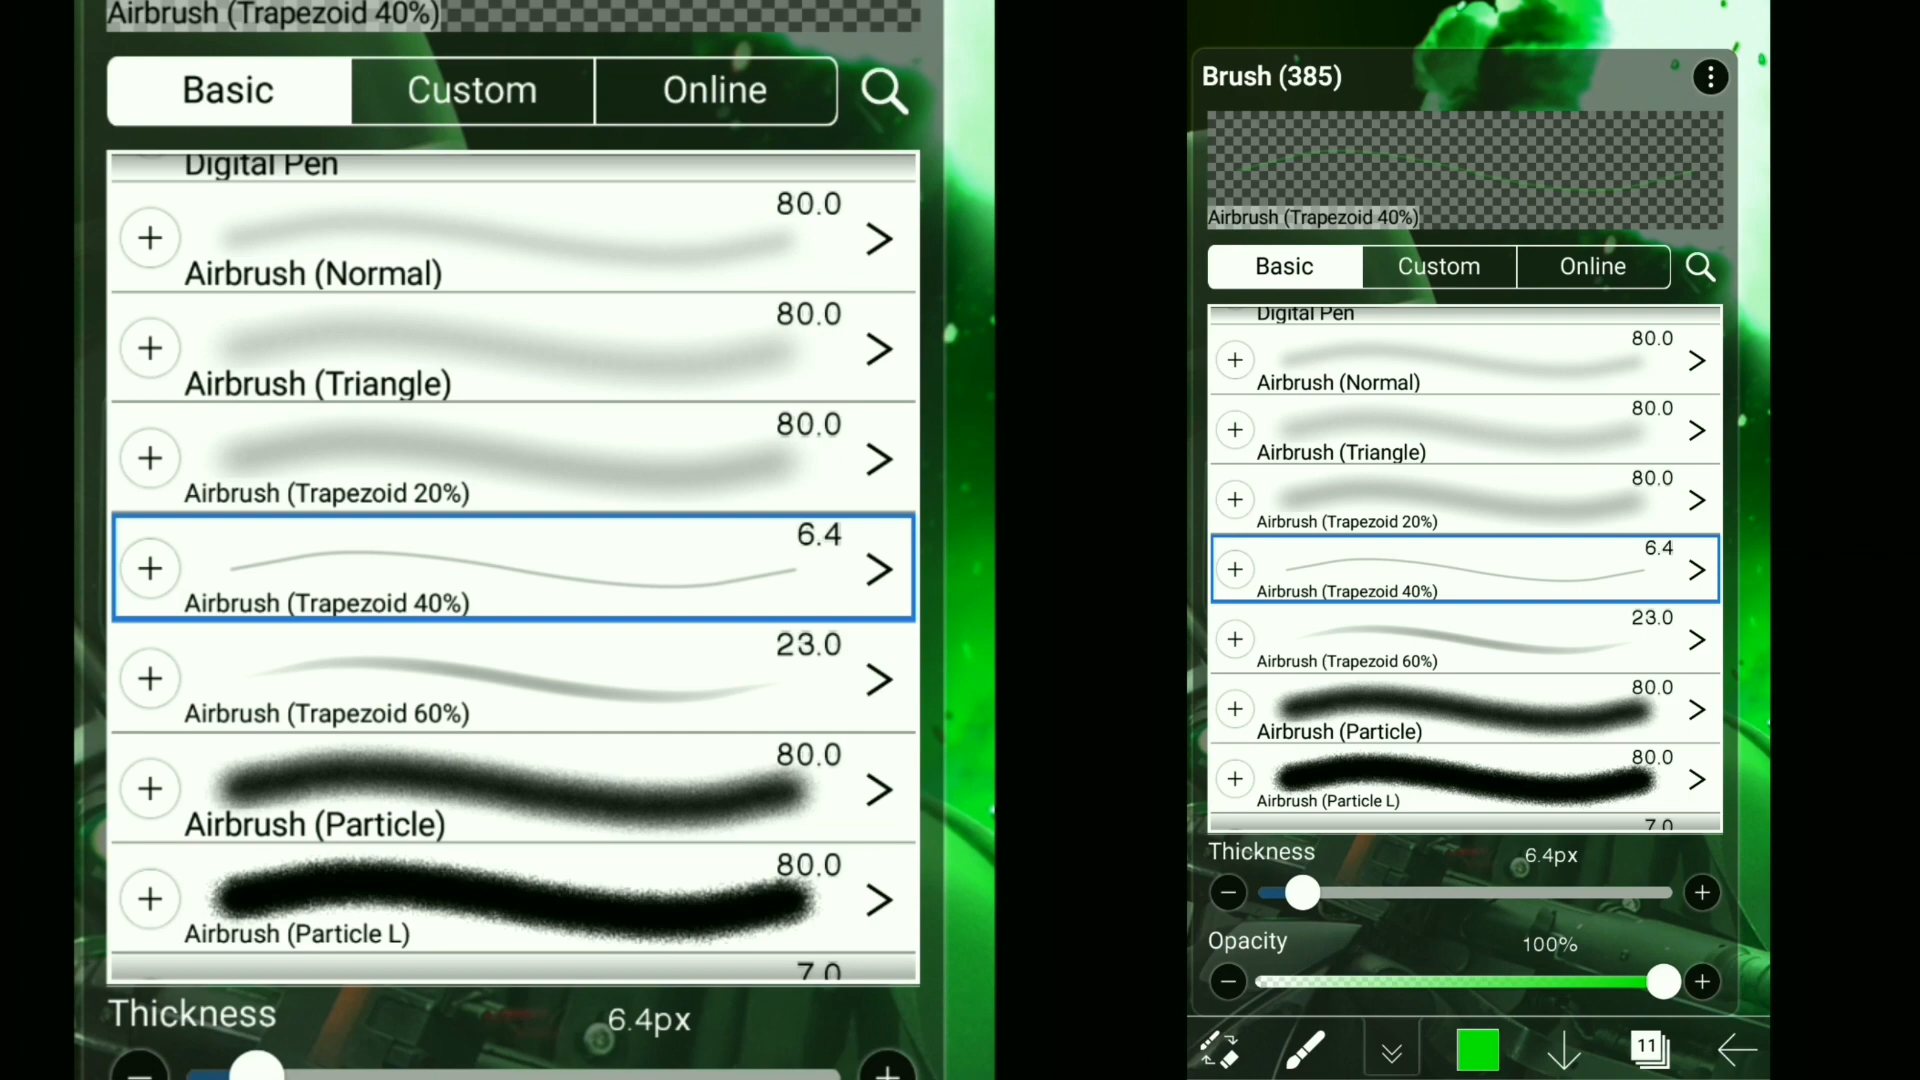 Airbrush (Trapezoid 40%)
Basic
Custom
Online
Digital Pen
80.0
Airbrush (Normal)
80.0
Airbrush (Triangle)
80.0
Airbrush (Trapezoid 20%)
6.4
Airbrush (Trapezoid 40%)
23.0
Airbrush (Trapezoid 60%)
80.0
Airbrush (Particle)
80.0
Airbrush (Particle L)
7.0
Thickness
6.4px
Brush (385)
Airbrush (Trapezoid 40%)
Basic
Custom
Online
Digital Pen
80.0
Airbrush (Normal)
80.0
Airbrush (Triangle)
80.0
Airbrush (Trapezoid 20%)
6.4
Airbrush (Trapezoid 40%)
23.0
Airbrush (Trapezoid 60%)
80.0
Airbrush (Particle)
80.0
Airbrush (Particle L)
7.0
Thickness
6.4px
Opacity
100%
11